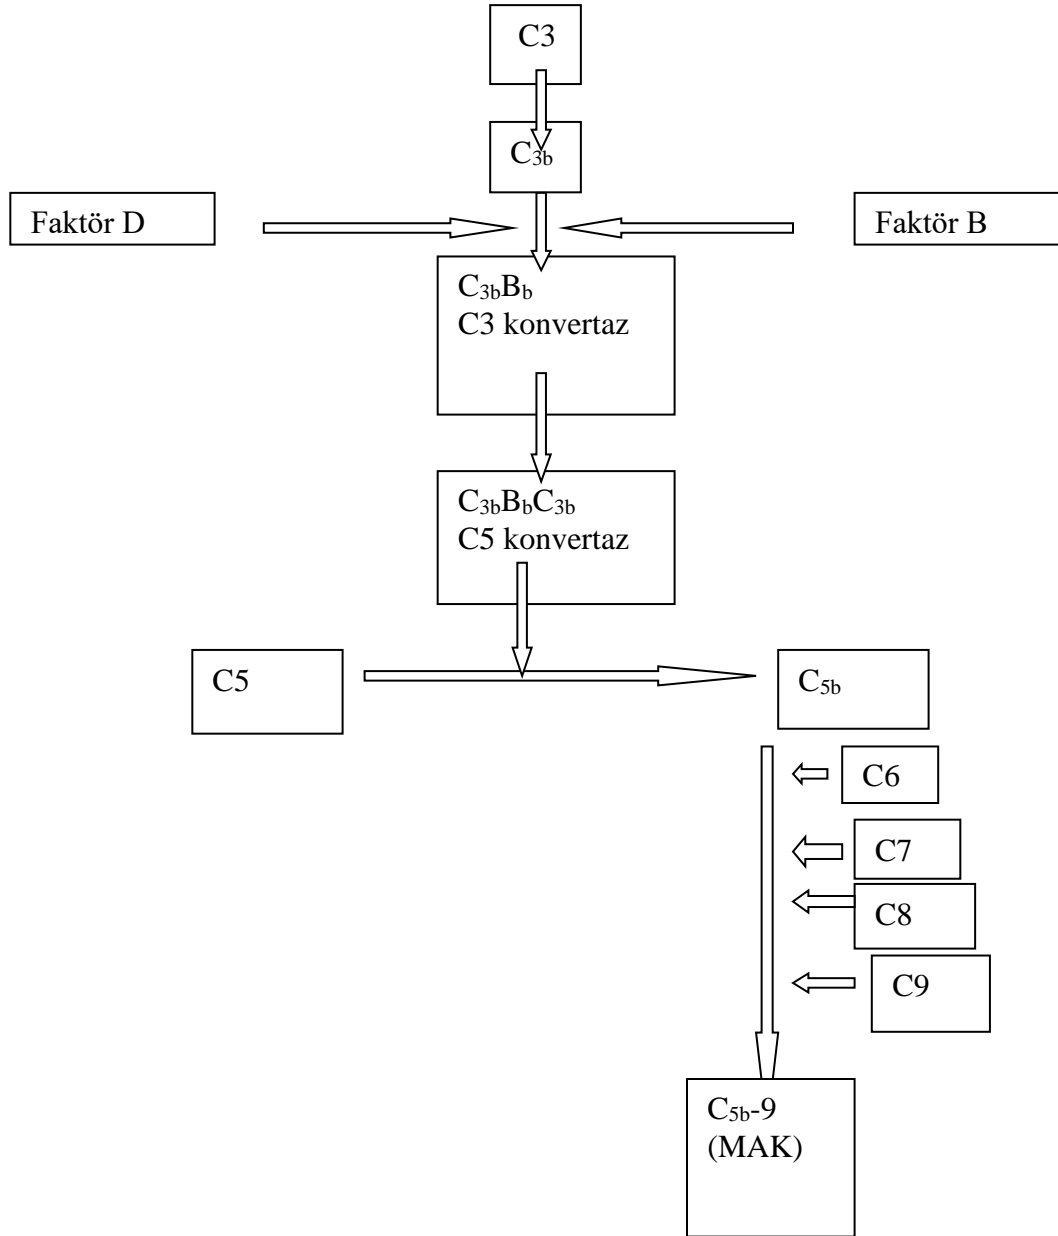 C3
C3b
Faktör D
Faktör B
C3bBb
C3 konvertaz
C3bBbC3b
C5 konvertaz
C5
C5b
C6
C7
C8
C9
C5b-9
(MAK)